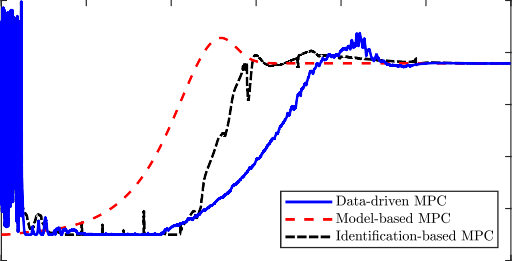 Data-driven MPC
Model-based MPC
Identification-based MPC